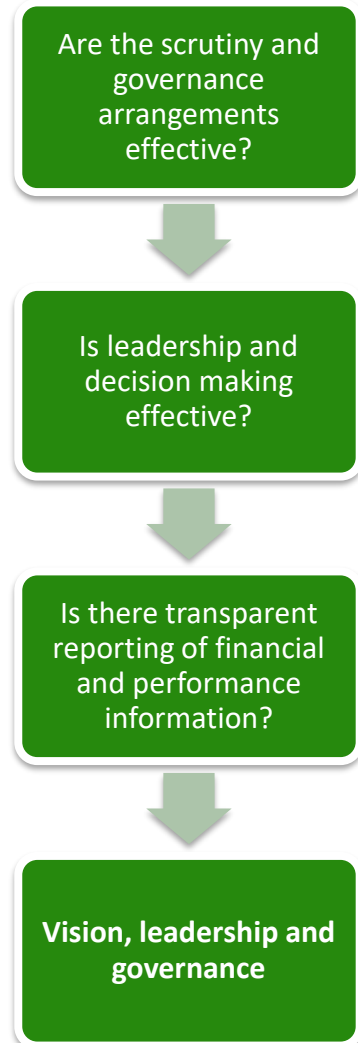 Are the scrutiny and
governance
arrangements
effective?
Is leadership and
decision making
effective?
Is there transparent
reporting of financial
and performance
information?
Vision, leadership and
governance